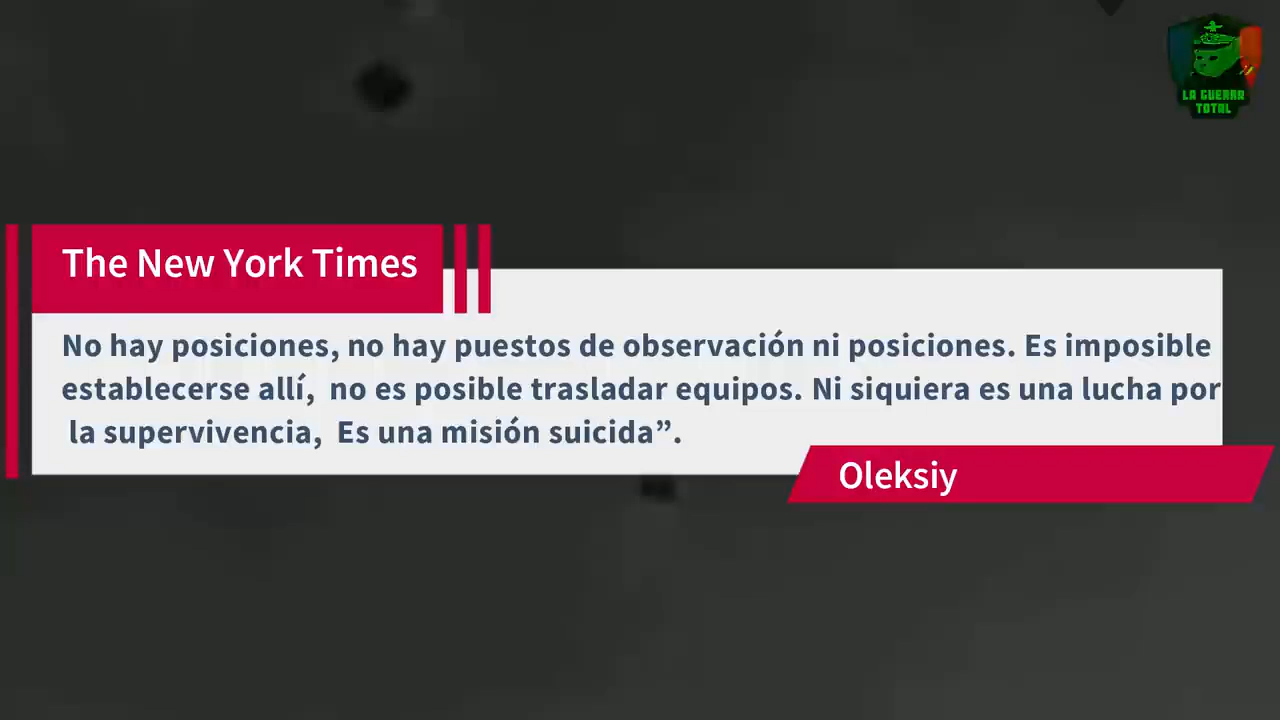 LA GUERRA
TOTAL
The New York Times
No hay posiciones, no hay puestos de observación ni posiciones. Es imposible
establecerse allí, no es posible trasladar equipos. Ni siquiera es una lucha por
la supervivencia, Es una misión suicida”.
Oleksiy